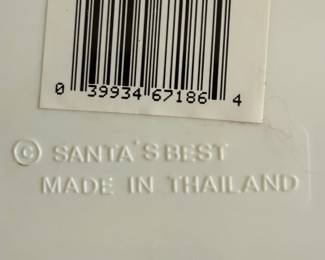 0 39934 67186 4
© SANTA'S BEST
MADE IN THAILAND